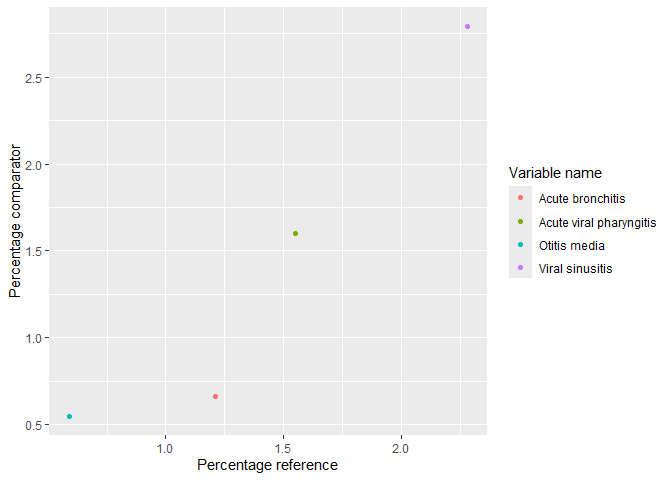 Percentage comparator
2.5
2.0
1.5
1.0
0.5
1.0 1.5 2.0
Percentage reference
Variable name
Acute bronchitis
Acute viral pharyngitis
Otitis media
Viral sinusitis